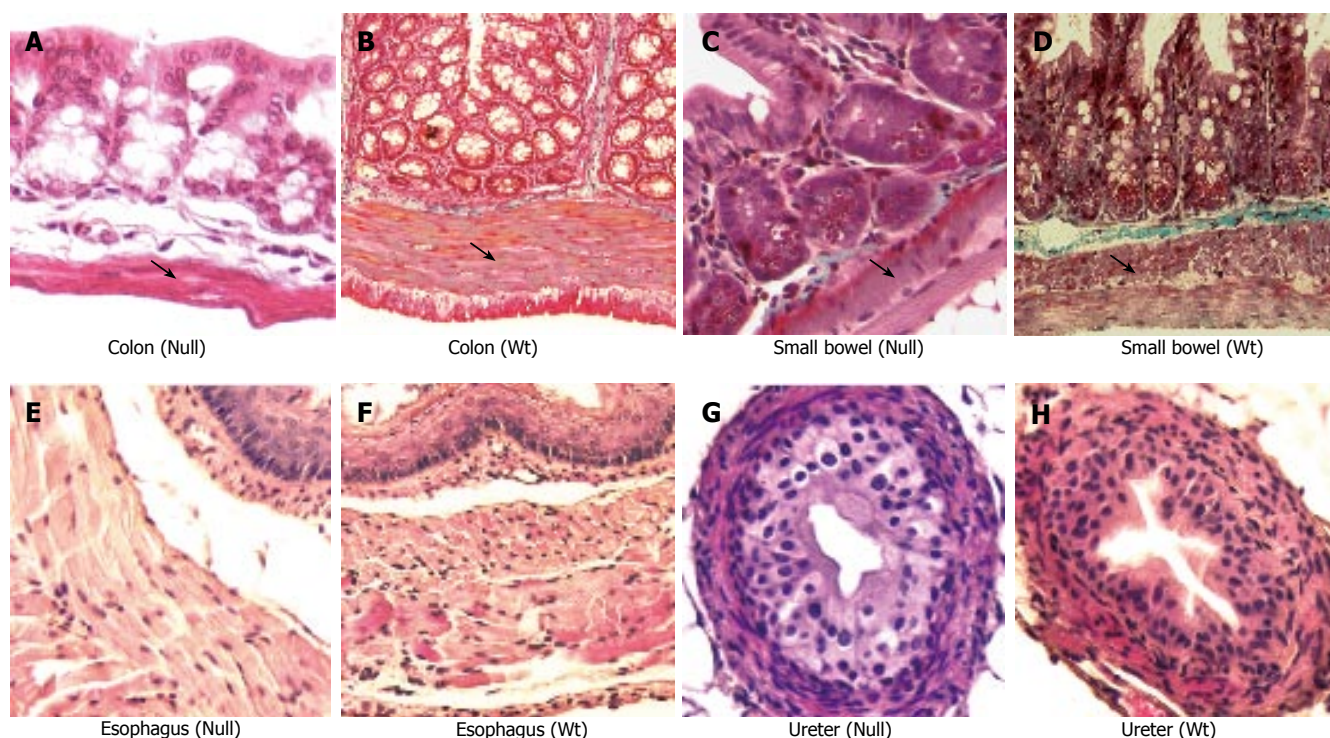 A
B
C
D
Colon (Null)
Colon (Wt)
Small bowel (Null)
Small bowel (Wt)
E
F
G
H
Esophagus (Null)
Esophagus (Wt)
Ureter (Null)
Ureter (Wt)